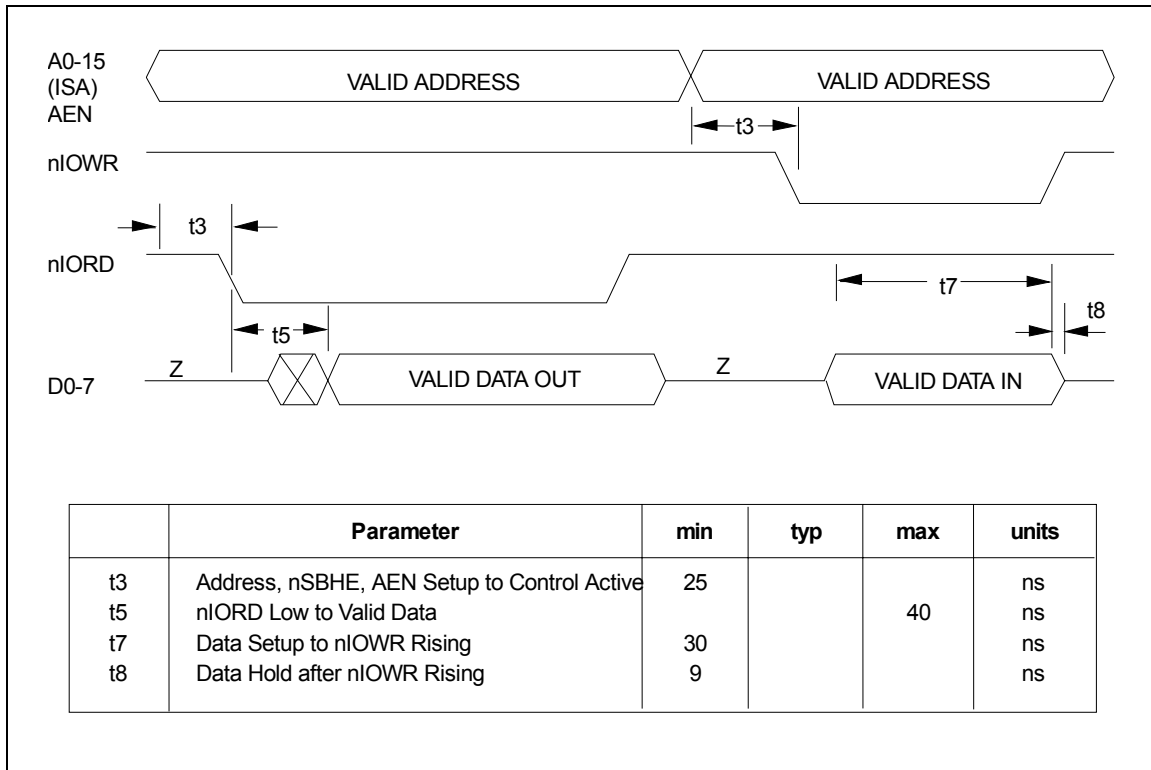 A0-15
(ISA)
AEN
VALID ADDRESS
VALID ADDRESS
t3
nIOWR
t3
nIORD
t7
t8
t5
D0-7
Z
VALID DATA OUT
Z
VALID DATA IN
Parameter min typ max units
t3 Address, nSBHE, AEN Setup to Control Active 25 ns
t5 nIORD Low to Valid Data 40 ns
t7 Data Setup to nIOWR Rising 30 ns
t8 Data Hold after nIOWR Rising 9 ns